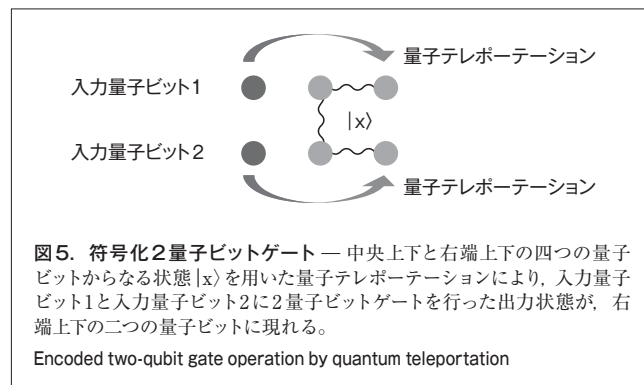 量子テレポーテーション
入力量子ビット1
|x〉
入力量子ビット2
量子テレポーテーション
図5. 符号化2量子ビットゲート — 中央上下と右端上下の四つの量子
ビットからなる状態|x〉を用いた量子テレポーテーションにより, 入力量子
ビット1と入力量子ビット2に2量子ビットゲートを行った出力状態が, 右
端上下の二つの量子ビットに現れる。
Encoded two-qubit gate operation by quantum teleportation